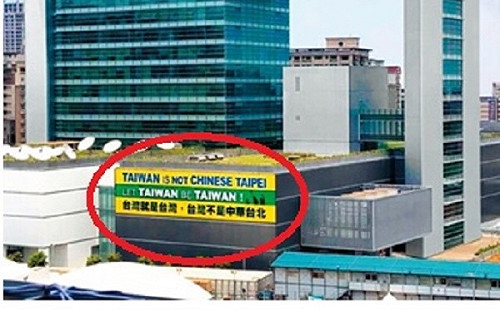 TAIWAN IS NOT CHINESE TAIPEI
LET TAIWAN BE TAIWAN !
台灣就是台灣，台灣不是中華台北